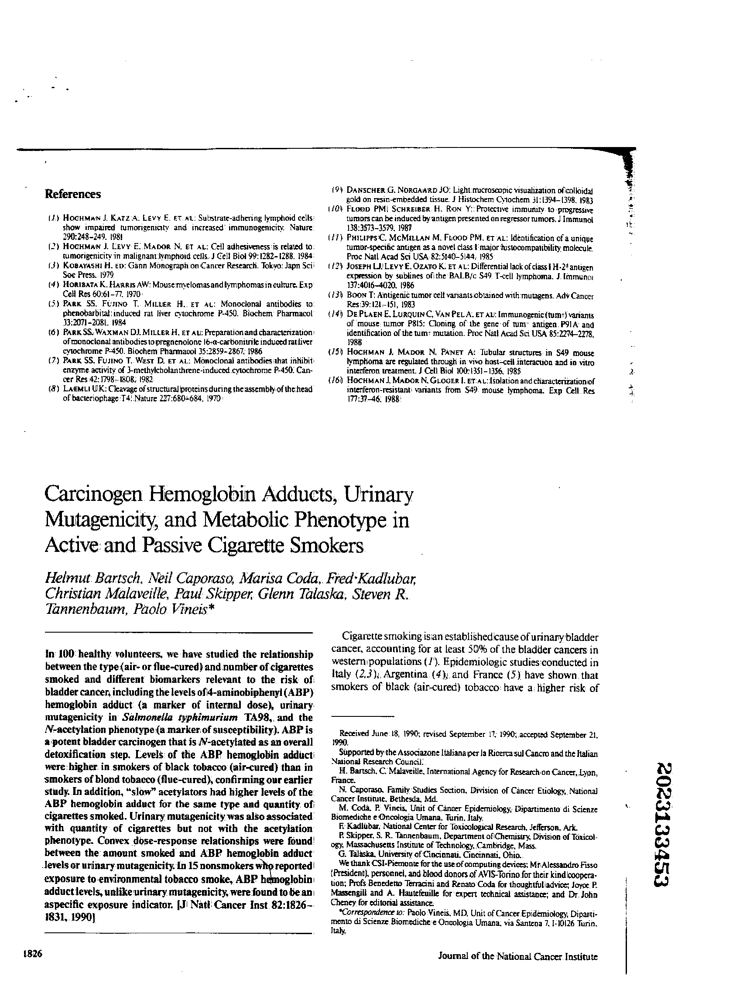 References
(1) HOCHMAN J. KATZ A. LEVY E. ET AL: Substrate-adhering lymphoid cells
show impaired tumorigenicity and increased immunogenicity. Nature
290:248-249, 1981
(2) HOCHMAN J. LEVY E. MADOR N. ET AL: Cell adhesiveness is related to
tumorigenicity in malignant lymphoid cells. J Cell Biol 99:1282-1288, 1984
(3) KOBAYASHI H. ED: Gann Monograph on Cancer Research. Tokyo: Japn Sci
Soc Press, 1979
(4) HORIBATA K. HARRIS AW: Mouse myelomas and lymphomas in culture. Exp
Cell Res 60:61-77, 1970
(5) PARK SS. FUJINO T. MILLER H. ET AL: Monoclonal antibodies to
phenobarbital-induced rat liver cytochrome P-450. Biochem Pharmacol
33:2071-2081, 1984
(6) PARK SS, WAXMAN DJ, MILLER H, ET AL: Preparation and characterization
of monoclonal antibodies to pregnenolone 16-α-carbonitrile induced rat liver
cytochrome P-450. Biochem Pharmacol 35:2859-2867, 1986
(7) PARK SS. FUJINO T. WEST D. ET AL: Monoclonal antibodies that inhibit
enzyme activity of 3-methylcholanthrene-induced cytochrome P-450. Can-
cer Res 42:1798-1808, 1982
(8) LAEMLI UK: Cleavage of structural proteins during the assembly of the head
of bacteriophage T4. Nature 227:680-684, 1970
(9) DANSCHER G. NORGAARD JO: Light microscopic visualization of colloidal
gold on resin-embedded tissue. J Histochem Cytochem 31:1394-1398, 1983
(10) FLOOD PM, SCHREIBER H, RON Y: Protective immunity to progressive
tumors can be induced by antigen presented on regressor tumors. J Immunol
138:3573-3579, 1987
(11) PHILIPPS C, MCMILLAN M, FLOOD PM, ET AL: Identification of a unique
tumor-specific antigen as a novel class I major histocompatibility molecule.
Proc Natl Acad Sci USA 82:5140-5144, 1985
(12) JOSEPH LJ, LEVY E. OZATO K. ET AL: Differential lack of class I H-2ᵈ antigen
expression by sublines of the BALB/c S49 T-cell lymphoma. J Immunol
137:4016-4020, 1986
(13) BOON T: Antigenic tumor cell variants obtained with mutagens. Adv Cancer
Res 39:121-151, 1983
(14) DE PLAEN E. LURQUIN C, VAN PEL A, ET AL: Immunogenic (tum-) variants
of mouse tumor P815: Cloning of the gene of tum- antigen P91A and
identification of the tum- mutation. Proc Natl Acad Sci USA 85:2274-2278,
1988
(15) HOCHMAN J. MADOR N. PANET A: Tubular structures in S49 mouse
lymphoma are regulated through in vivo host-cell interaction and in vitro
interferon treatment. J Cell Biol 100:1351-1356, 1985
(16) HOCHMAN J, MADOR N, GLOGER I. ET AL: Isolation and characterization of
interferon-resistant variants from S49 mouse lymphoma. Exp Cell Res
177:37-46, 1988
Carcinogen Hemoglobin Adducts, Urinary
Mutagenicity, and Metabolic Phenotype in
Active and Passive Cigarette Smokers
Helmut Bartsch, Neil Caporaso, Marisa Coda, Fred Kadlubar,
Christian Malaveille, Paul Skipper, Glenn Talaska, Steven R.
Tannenbaum, Paolo Vineis*
In 100 healthy volunteers, we have studied the relationship
between the type (air- or flue-cured) and number of cigarettes
smoked and different biomarkers relevant to the risk of
bladder cancer, including the levels of 4-aminobiphenyl (ABP)
hemoglobin adduct (a marker of internal dose), urinary
mutagenicity in Salmonella typhimurium TA98, and the
N-acetylation phenotype (a marker of susceptibility). ABP is
a potent bladder carcinogen that is N-acetylated as an overall
detoxification step. Levels of the ABP hemoglobin adduct
were higher in smokers of black tobacco (air-cured) than in
smokers of blond tobacco (flue-cured), confirming our earlier
study. In addition, "slow" acetylators had higher levels of the
ABP hemoglobin adduct for the same type and quantity of
cigarettes smoked. Urinary mutagenicity was also associated
with quantity of cigarettes but not with the acetylation
phenotype. Convex dose-response relationships were found
between the amount smoked and ABP hemoglobin adduct
levels or urinary mutagenicity. In 15 nonsmokers who reported
exposure to environmental tobacco smoke, ABP hemoglobin
adduct levels, unlike urinary mutagenicity, were found to be an
aspecific exposure indicator. [J Natl Cancer Inst 82:1826–
1831, 1990]
Cigarette smoking is an established cause of urinary bladder
cancer, accounting for at least 50% of the bladder cancers in
western populations (1). Epidemiologic studies conducted in
Italy (2,3), Argentina (4), and France (5) have shown that
smokers of black (air-cured) tobacco have a higher risk of
Received June 18, 1990; revised September 17, 1990; accepted September 21,
1990.
Supported by the Associazone Italiana per la Ricerca sul Cancro and the Italian
National Research Council.
H. Bartsch, C. Malaveille, International Agency for Research on Cancer, Lyon,
France.
N. Caporaso, Family Studies Section, Division of Cancer Etiology, National
Cancer Institute, Bethesda, Md.
M. Coda, P. Vineis, Unit of Cancer Epidemiology, Dipartimento di Scienze
Biomediche e Oncologia Umana, Turin, Italy.
F. Kadlubar, National Center for Toxicological Research, Jefferson, Ark.
P. Skipper, S. R. Tannenbaum, Department of Chemistry, Division of Toxicol-
ogy, Massachusetts Institute of Technology, Cambridge, Mass.
G. Talaska, University of Cincinnati, Cincinnati, Ohio.
We thank CSI-Piemonte for the use of computing devices; Mr Alessandro Fisso
(President), personnel, and blood donors of AVIS-Torino for their kind coopera-
tion; Profs Benedetto Terracini and Renato Coda for thoughtful advice; Joyce P.
Massengill and A. Hautefeuille for expert technical assistance; and Dr John
Cheney for editorial assistance.
*Correspondence to: Paolo Vineis, MD, Unit of Cancer Epidemiology, Diparti-
mento di Scienze Biomediche e Oncologia Umana, via Santena 7, I-10126 Turin,
Italy.
1826
Journal of the National Cancer Institute
2023133453